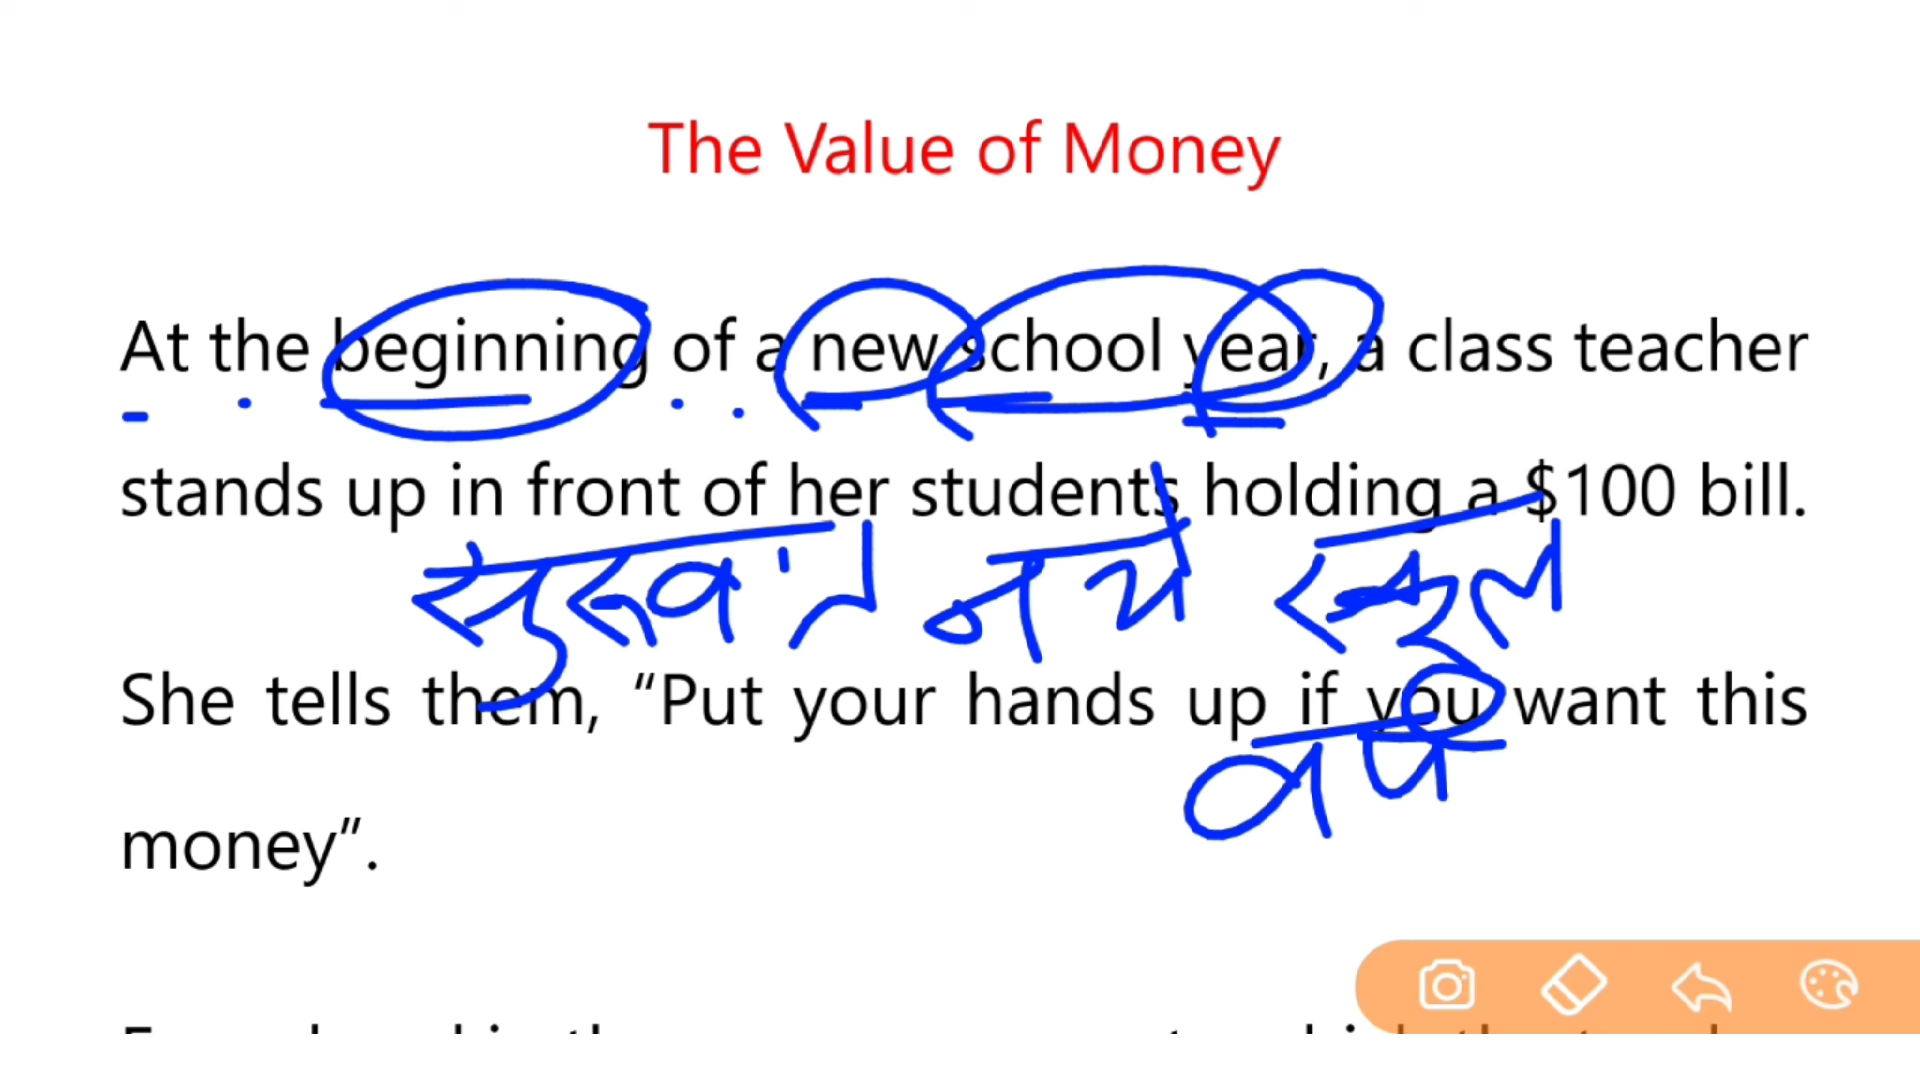 The Value of Money
At the beginning of a new school year, a class teacher
stands up in front of her students holding a $100 bill.
नये स्कूल
She tells them, “Put your hands up if you want this
money”.